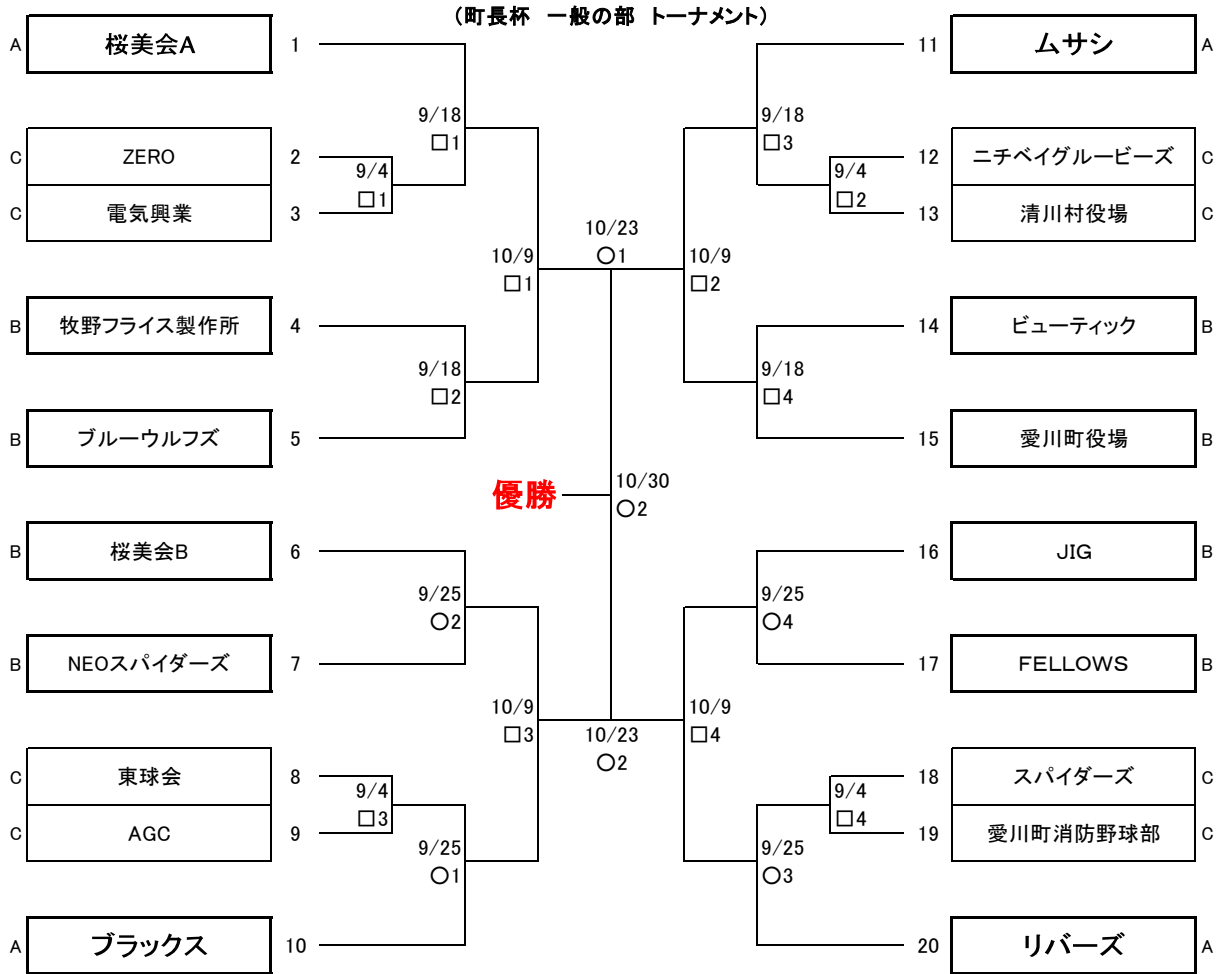 （町長杯　一般の部　トーナメント）
A 桜美会A 1
11 ムサシ A
9/18
□1
9/18
□3
C ZERO 2
12 ニチベイグルービーズ C
9/4
□1
9/4
□2
C 電気興業 3
13 清川村役場 C
10/23
○1
10/9
□1
10/9
□2
B 牧野フライス製作所 4
14 ビューティック B
9/18
□2
9/18
□4
B ブルーウルフズ 5
15 愛川町役場 B
優勝
10/30
○2
B 桜美会B 6
16 JIG B
9/25
○2
9/25
○4
B NEOスパイダーズ 7
17 FELLOWS B
10/9
□3
10/9
□4
10/23
○2
C 東球会 8
18 スパイダーズ C
9/4
□3
9/4
□4
C AGC 9
19 愛川町消防野球部 C
9/25
○1
9/25
○3
A ブラックス 10
20 リバーズ A